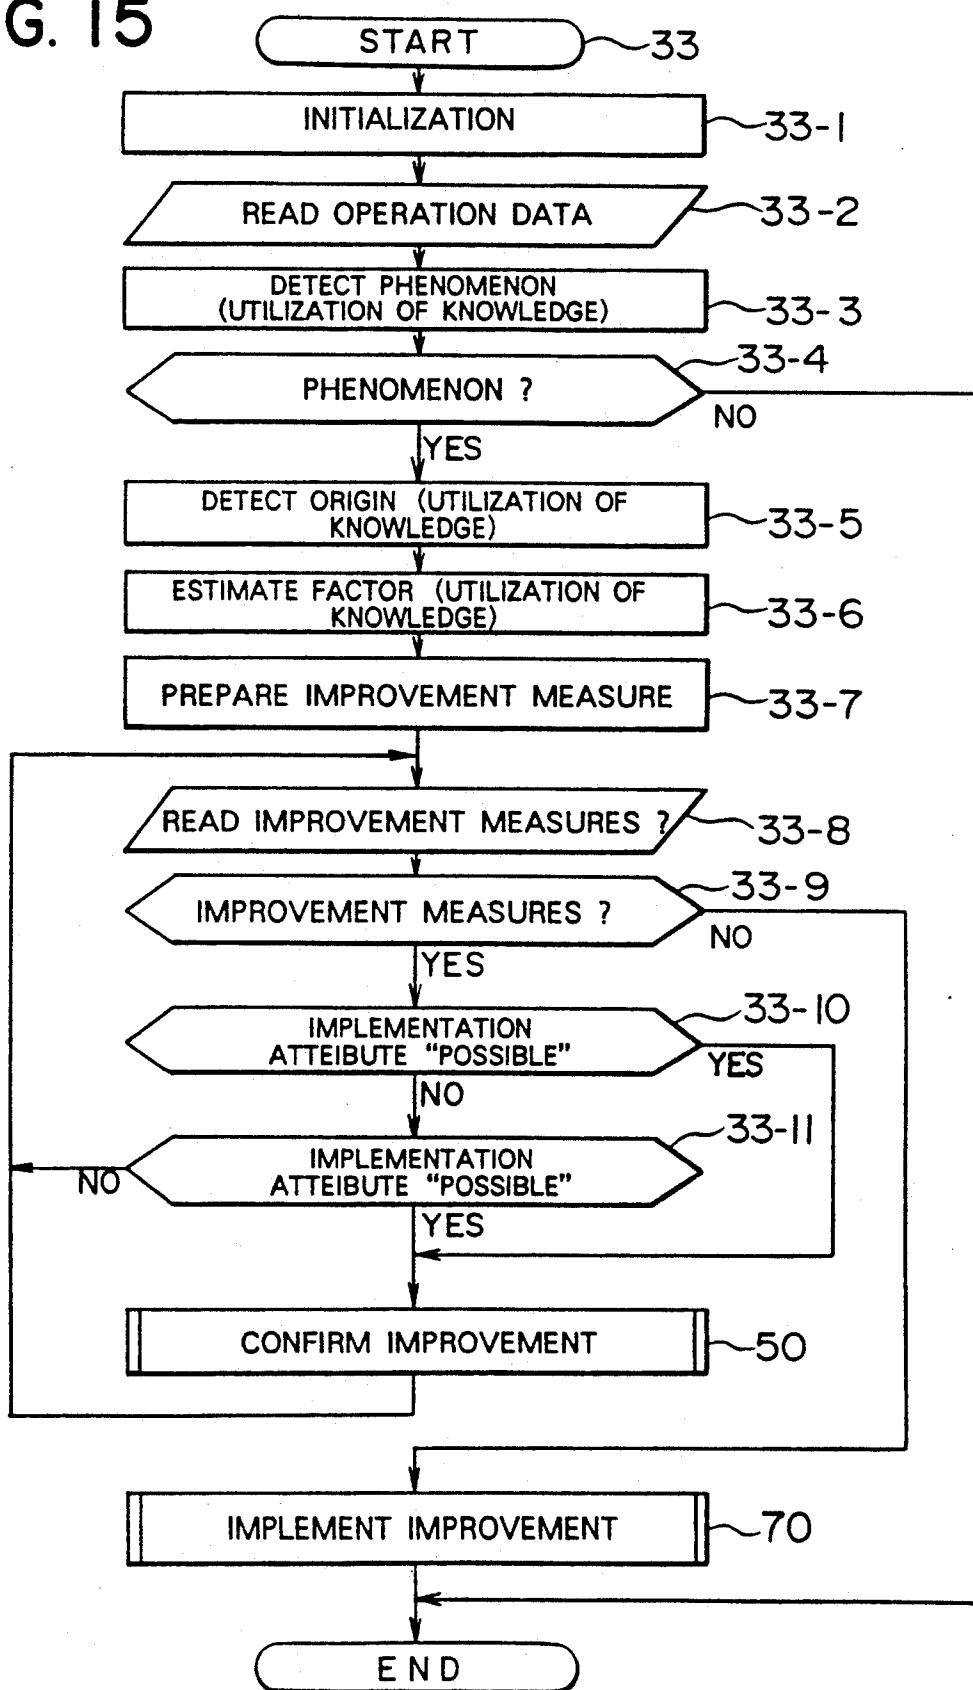 G. 15
START
33
INITIALIZATION
33-1
READ OPERATION DATA
33-2
DETECT PHENOMENON
(UTILIZATION OF KNOWLEDGE)
33-3
33-4
PHENOMENON ?
NO
YES
DETECT ORIGIN (UTILIZATION OF
KNOWLEDGE)
33-5
ESTIMATE FACTOR (UTILIZATION OF
KNOWLEDGE)
33-6
PREPARE IMPROVEMENT MEASURE
33-7
READ IMPROVEMENT MEASURES ?
33-8
33-9
IMPROVEMENT MEASURES ?
NO
YES
33-10
IMPLEMENTATION
ATTEIBUTE "POSSIBLE"
YES
NO
33-11
IMPLEMENTATION
ATTEIBUTE "POSSIBLE"
NO
YES
CONFIRM IMPROVEMENT
50
IMPLEMENT IMPROVEMENT
70
END